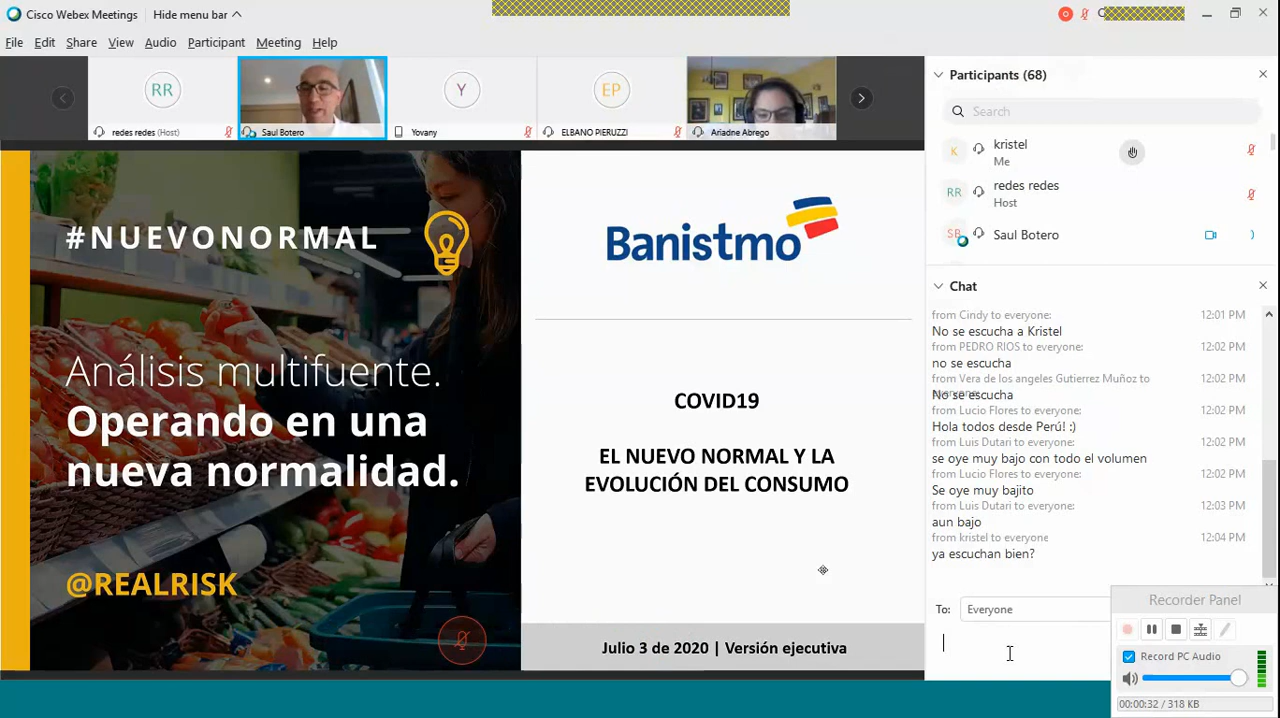 Cisco Webex Meetings
Hide menu bar
File Edit Share View Audio Participant Meeting Help
RR
redes redes (Host)
Saul Botero
Y
Yovany
EP
ELBANO PIERUZZI
Ariadne Abrego
#NUEVONORMAL
Análisis multifuente.
Operando en una
nueva normalidad.
@REALRISK
Banistmo
COVID19
EL NUEVO NORMAL Y LA
EVOLUCIÓN DEL CONSUMO
Julio 3 de 2020 | Versión ejecutiva
Participants (68)
Search
K
kristel
Me
RR
redes redes
Host
SB
Saul Botero
Chat
from Cindy to everyone: 12:01 PM
No se escucha a Kristel
from PEDRO RIOS to everyone: 12:02 PM
no se escucha
from Vera de los angeles Gutierrez Muñoz to 12:02 PM
everyone:
No se escucha
from Lucio Flores to everyone: 12:02 PM
Hola todos desde Perú! :)
from Luis Dutari to everyone: 12:02 PM
se oye muy bajo con todo el volumen
from Lucio Flores to everyone: 12:02 PM
Se oye muy bajito
from Luis Dutari to everyone: 12:03 PM
aun bajo
from kristel to everyone 12:04 PM
ya escuchan bien?
To: Everyone
Recorder Panel
Record PC Audio
00:00:32 / 318 KB